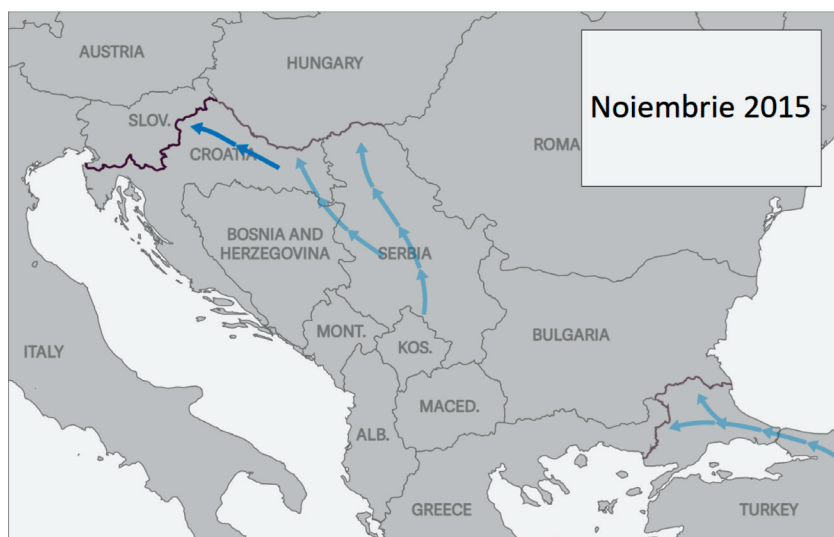 AUSTRIA
HUNGARY
Noiembrie 2015
SLOV.
CROATIA
ROMA
BOSNIA AND
HERZEGOVINA
SERBIA
MONT.
KOS.
BULGARIA
ITALY
MACED.
ALB.
GREECE
TURKEY